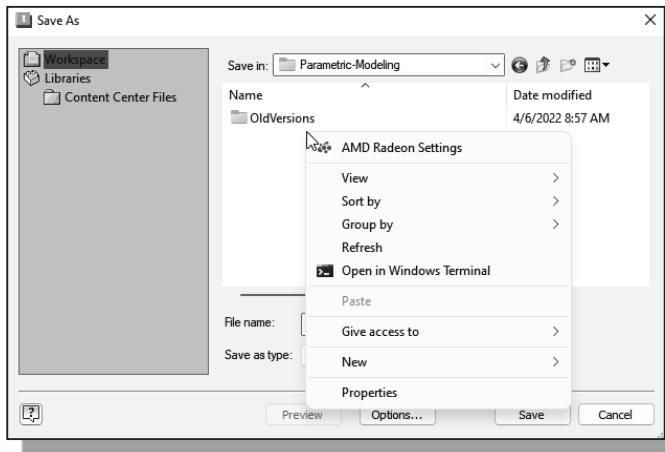 Save As
Workspace
Libraries
Content Center Files
Save in: Parametric-Modeling
Name Date modified
OldVersions 4/6/2022 8:57 AM
AMD Radeon Settings
View
Sort by
Group by
Refresh
Open in Windows Terminal
Paste
File name:
Give access to
Save as type:
New
Properties
Preview Options... Save Cancel